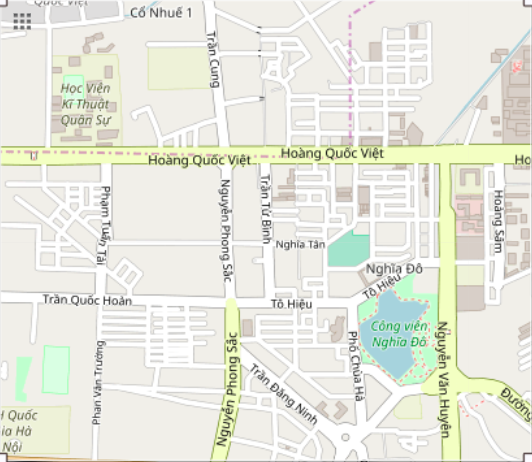 Quốc Việt
Cổ Nhuế 1
Trần Cung
Học Viện
Kĩ Thuật
Quân Sự
Hoàng Quốc Việt
Hoàng Quốc Việt
Ho
Phạm Tuấn Tài
Nguyễn Phong Sắc
Trần Tử Bình
Hoàng Sâm
Nghĩa Tân
Nghĩa Đô
Tô Hiệu
Trần Quốc Hoàn
Tô Hiệu
Công viên
Nghĩa Đô
Nguyễn Phong Sắc
Phố Chùa Hà
Nguyễn Văn Huyên
Phan Văn Trường
Trần Đăng Ninh
Đường
H Quốc
ia Hà
Nội